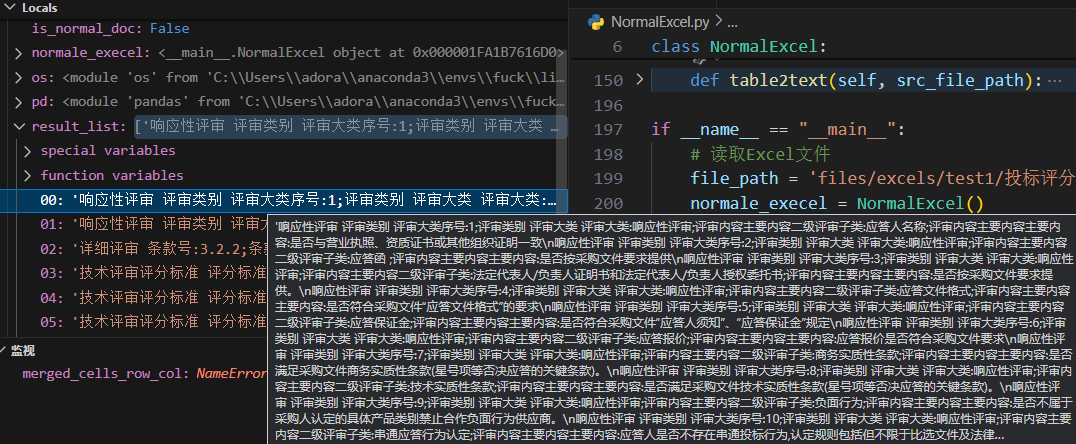 Locals
is_normal_doc: False
normale_execel: <__main__.NormalExcel object at 0x000001FA1B7616D0>
os: <module 'os' from 'C:\\Users\\adora\\anaconda3\\envs\\fuck\\li…
pd: <module 'pandas' from 'C:\\Users\\adora\\anaconda3\\envs\\fuck…
result_list: ['响应性评审 评审类别 评审大类序号:1;评审类别 评审大类 …
special variables
function variables
00: '响应性评审 评审类别 评审大类序号:1;评审类别 评审大类 评审大类:…
01: '响应性评审 评审类别
02: '详细评审 条款号:3.2.2;条
03: '技术评审评分标准 评分标
04: '技术评审评分标准 评分标
05: '技术评审评分标准 评分标
监视
merged_cells_row_col: NameError
NormalExcel.py > ...
6 class NormalExcel:
150 def table2text(self, src_file_path):…
196
197 if __name__ == "__main__":
198 # 读取Excel文件
199 file_path = 'files/excels/test1/投标评分
200 normale_execel = NormalExcel()
'响应性评审 评审类别 评审大类序号:1;评审类别 评审大类 评审大类:响应性评审;评审内容主要内容二级评审子类:应答人名称;评审内容主要内容主要内
容:是否与营业执照、资质证书或其他组织证明一致\n响应性评审 评审类别 评审大类序号:2;评审类别 评审大类 评审大类:响应性评审;评审内容主要内容
二级评审子类:应答函 ;评审内容主要内容主要内容:是否按采购文件要求提供\n响应性评审 评审类别 评审大类序号:3;评审类别 评审大类 评审大类:响应性
评审;评审内容主要内容二级评审子类:法定代表人/负责人证明书和法定代表人/负责人授权委托书;评审内容主要内容主要内容:是否按采购文件要求提
供。\n响应性评审 评审类别 评审大类序号:4;评审类别 评审大类 评审大类:响应性评审;评审内容主要内容二级评审子类:应答文件格式;评审内容主要内容
主要内容:是否符合采购文件“应答文件格式”的要求\n响应性评审 评审类别 评审大类序号:5;评审类别 评审大类 评审大类:响应性评审;评审内容主要内容
二级评审子类:应答保证金;评审内容主要内容主要内容:是否符合采购文件“应答人须知”、“应答保证金”规定\n响应性评审 评审类别 评审大类序号:6;评审类
别 评审大类 评审大类:响应性评审;评审内容主要内容二级评审子类:应答报价;评审内容主要内容主要内容:应答报价是否符合采购文件要求\n响应性评
审 评审类别 评审大类序号:7;评审类别 评审大类 评审大类:响应性评审;评审内容主要内容二级评审子类:商务实质性条款;评审内容主要内容主要内容:是否
满足采购文件商务实质性条款(星号项等否决应答的关键条款)。\n响应性评审 评审类别 评审大类序号:8;评审类别 评审大类 评审大类:响应性评审;评审
内容主要内容二级评审子类:技术实质性条款;评审内容主要内容主要内容:是否满足采购文件技术实质性条款(星号项等否决应答的关键条款)。\n响应性评
审 评审类别 评审大类序号:9;评审类别 评审大类 评审大类:响应性评审;评审内容主要内容二级评审子类:负面行为;评审内容主要内容主要内容:是否不属于
采购人认定的具体产品类别禁止合作负面行为供应商。\n响应性评审 评审类别 评审大类序号:10;评审类别 评审大类 评审大类:响应性评审;评审内容主要
内容二级评审子类:串通应答行为认定;评审内容主要内容主要内容:应答人是否不存在串通投标行为,认定规则包括但不限于比选文件及法律…